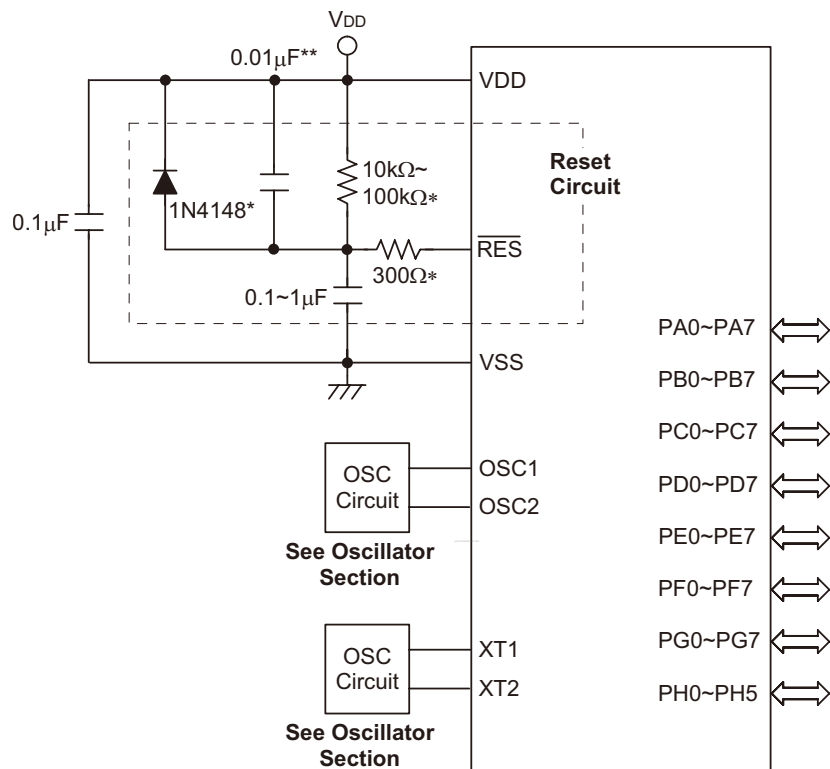 VDD
0.01μF**
VDD
Reset
Circuit
10kΩ~
100kΩ*
1N4148*
0.1μF
RES
300Ω*
0.1~1μF
VSS
PA0~PA7
PB0~PB7
PC0~PC7
PD0~PD7
PE0~PE7
PF0~PF7
PG0~PG7
PH0~PH5
OSC
Circuit
OSC1
OSC2
See Oscillator
Section
OSC
Circuit
XT1
XT2
See Oscillator
Section